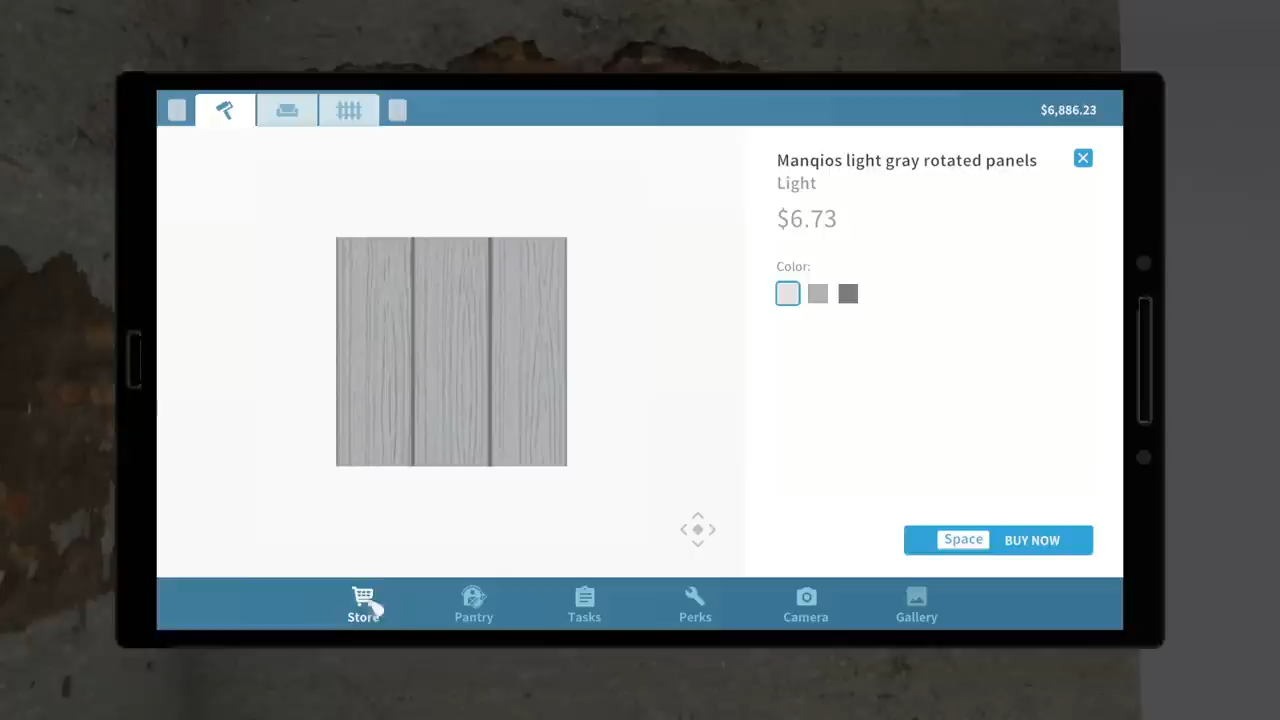 $6,886.23
Manqios light gray rotated panels
Light
$6.73
Color:
Space BUY NOW
Store Pantry Tasks Perks Camera Gallery